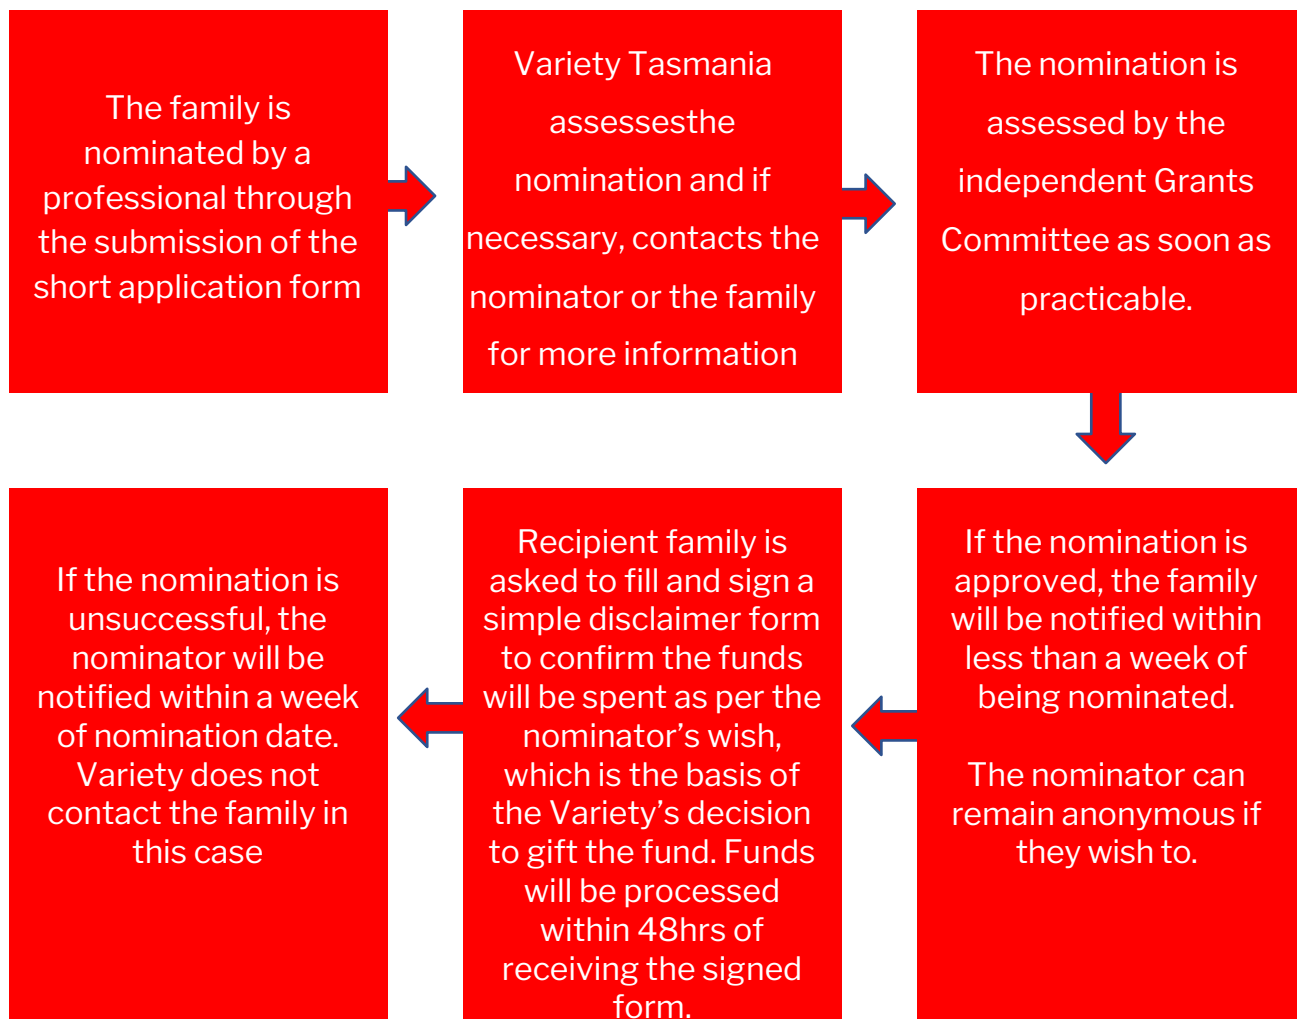 The family is
nominated by a
professional through
the submission of the
short application form
Variety Tasmania
assessesthe
nomination and if
necessary, contacts the
nominator or the family
for more information
The nomination is
assessed by the
independent Grants
Committee as soon as
practicable.
If the nomination is
approved, the family
will be notified within
less than a week of
being nominated.
The nominator can
remain anonymous if
they wish to.
Recipient family is
asked to fill and sign a
simple disclaimer form
to confirm the funds
will be spent as per the
nominator’s wish,
which is the basis of
the Variety’s decision
to gift the fund. Funds
will be processed
within 48hrs of
receiving the signed
form.
If the nomination is
unsuccessful, the
nominator will be
notified within a week
of nomination date.
Variety does not
contact the family in
this case